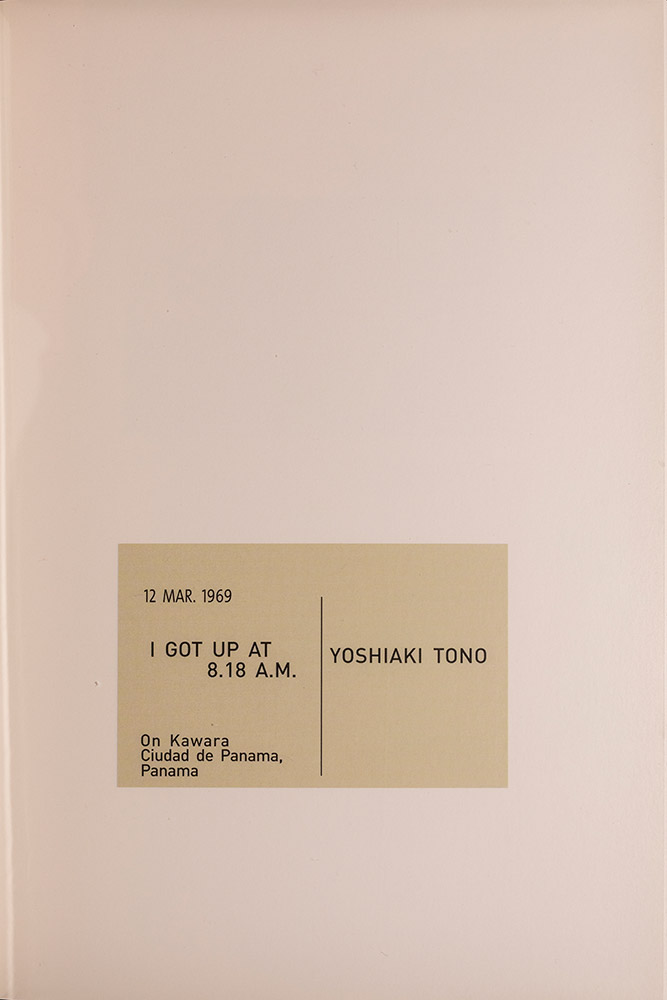 12 MAR. 1969
I GOT UP AT
8.18 A.M.
On Kawara
Ciudad de Panama,
Panama
YOSHIAKI TONO